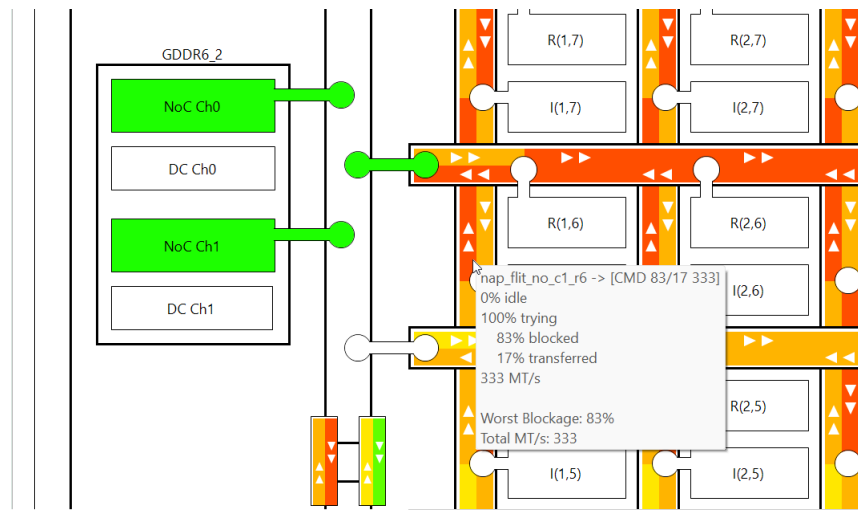 GDDR6_2
NoC Ch0
DC Ch0
NoC Ch1
DC Ch1
R(1,7)
R(2,7)
I(1,7)
I(2,7)
R(1,6)
R(2,6)
I(2,6)
nap_flit_no_c1_r6 -> [CMD 83/17 333]
0% idle
100% trying
83% blocked
17% transferred
333 MT/s
Worst Blockage: 83%
Total MT/s: 333
R(2,5)
I(1,5)
I(2,5)